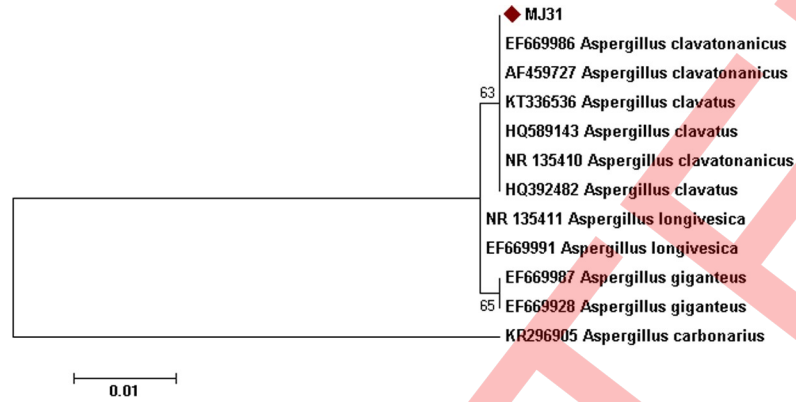 MJ31
EF669986 Aspergillus clavatonanicus
AF459727 Aspergillus clavatonanicus
63
KT336536 Aspergillus clavatus
HQ589143 Aspergillus clavatus
NR 135410 Aspergillus clavatonanicus
HQ392482 Aspergillus clavatus
NR 135411 Aspergillus longivesica
EF669991 Aspergillus longivesica
EF669987 Aspergillus giganteus
65
EF669928 Aspergillus giganteus
KR296905 Aspergillus carbonarius
0.01